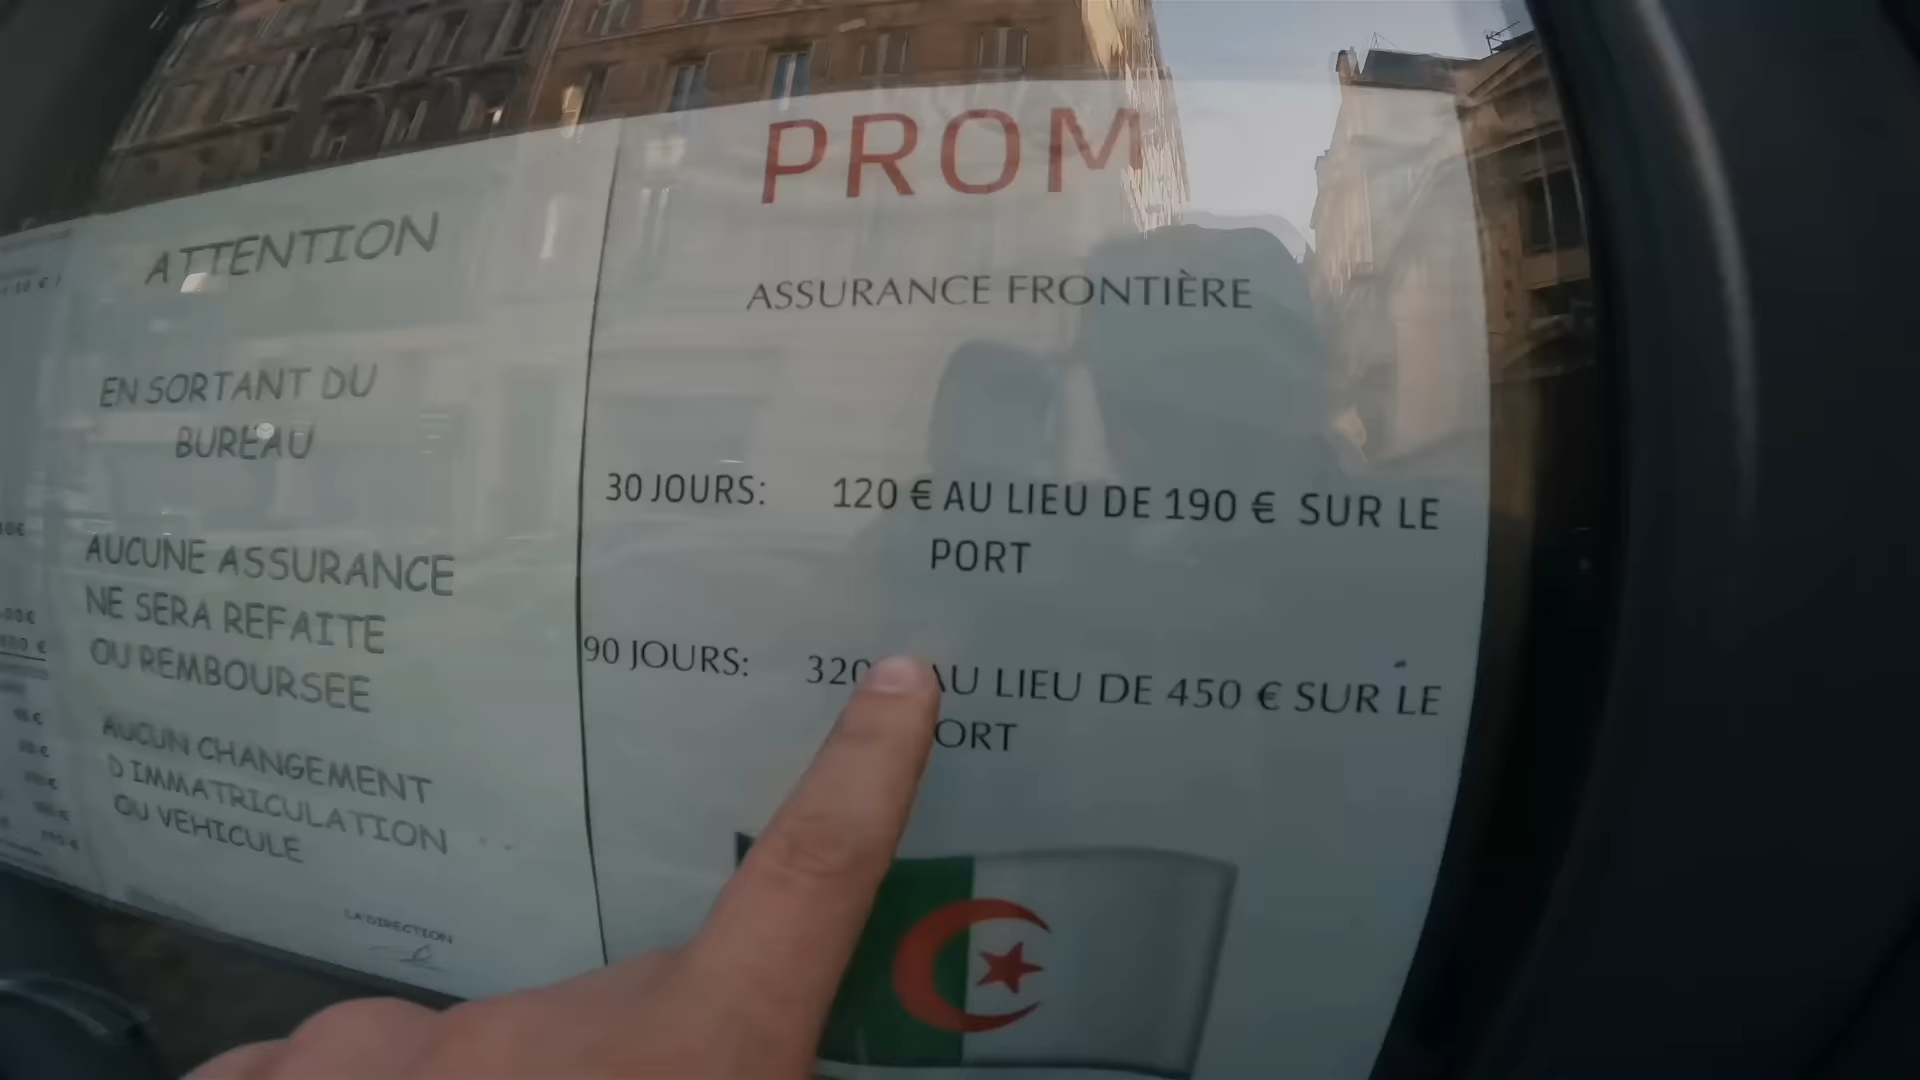 ATTENTION
EN SORTANT DU
BUREAU
AUCUNE ASSURANCE
NE SERA REFAITE
OU REMBOURSEE
AUCUN CHANGEMENT
D IMMATRICULATION
OU VEHICULE
LA DIRECTION
PROM
ASSURANCE FRONTIÈRE
30 JOURS: 120 € AU LIEU DE 190 € SUR LE
PORT
90 JOURS: 320 AU LIEU DE 450 € SUR LE
ORT